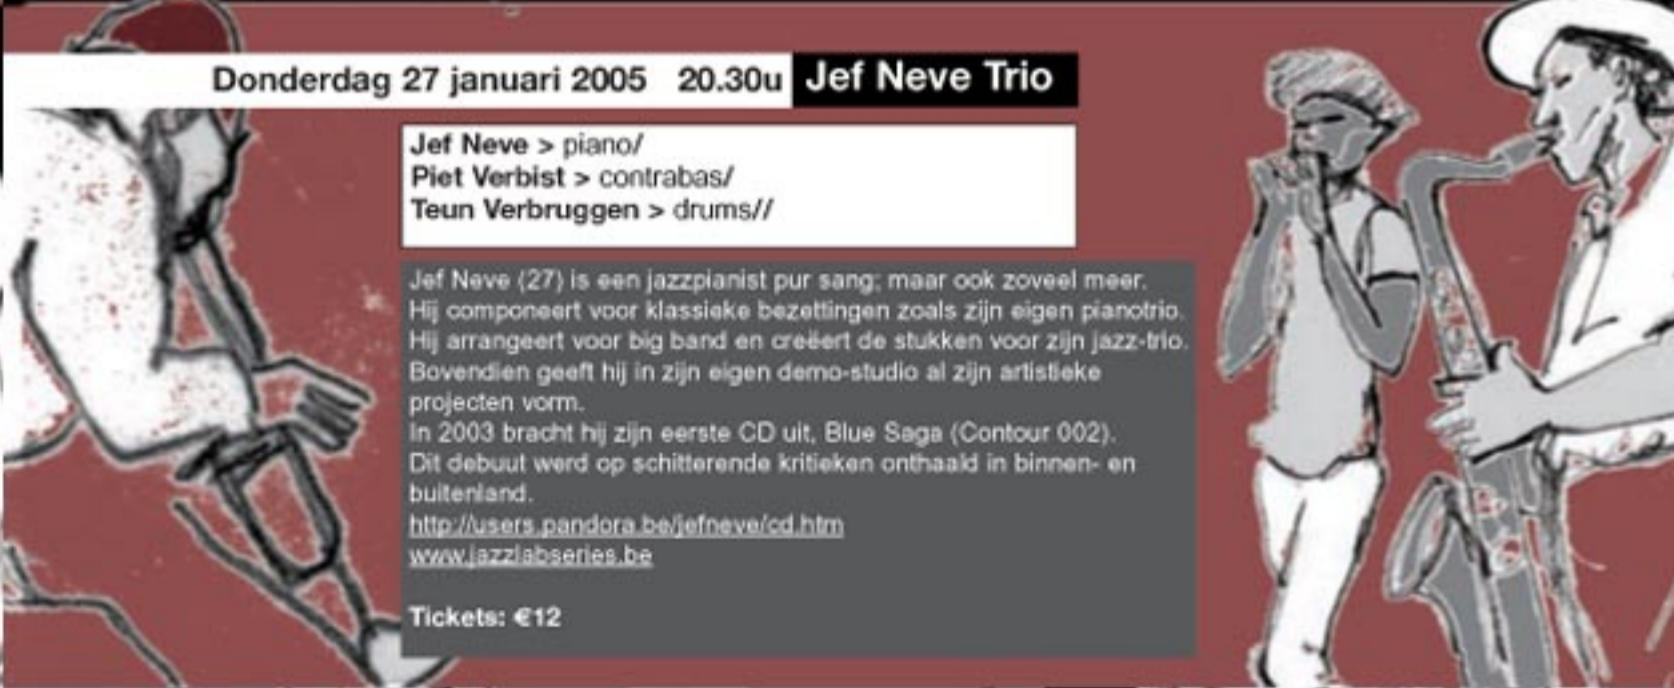 Donderdag 27 januari 2005 20.30u Jef Neve Trio
Jef Neve > piano/
Piet Verbist > contrabas/
Teun Verbruggen > drums//
Jef Neve (27) is een jazzpianist pur sang; maar ook zoveel meer.
Hij componeert voor klassieke bezettingen zoals zijn eigen pianotrio.
Hij arrangeert voor big band en creëert de stukken voor zijn jazz-trio.
Bovendien geeft hij in zijn eigen demo-studio al zijn artistieke
projecten vorm.
In 2003 bracht hij zijn eerste CD uit, Blue Saga (Contour 002).
Dit debuut werd op schitterende kritieken onthaald in binnen- en
buitenland.
http://users.pandora.be/jefneve/cd.htm
www.jazzlabseries.be
Tickets: €12